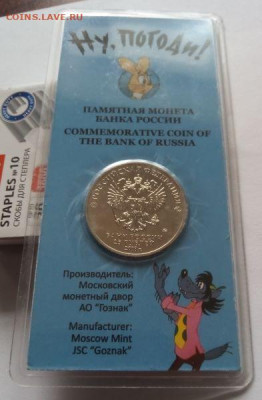 www.coins.lave.ru
Ну, погоди!
ПАМЯТНАЯ МОНЕТА
БАНКА РОССИИ
COMMEMORATIVE COIN OF
THE BANK OF RUSSIA
STAPLES №10
СКОБЫ ДЛЯ СТЕПЛЕРА
Производитель:
Московский
монетный двор
АО "Гознак"
Manufacturer:
Moscow Mint
JSC "Goznak"